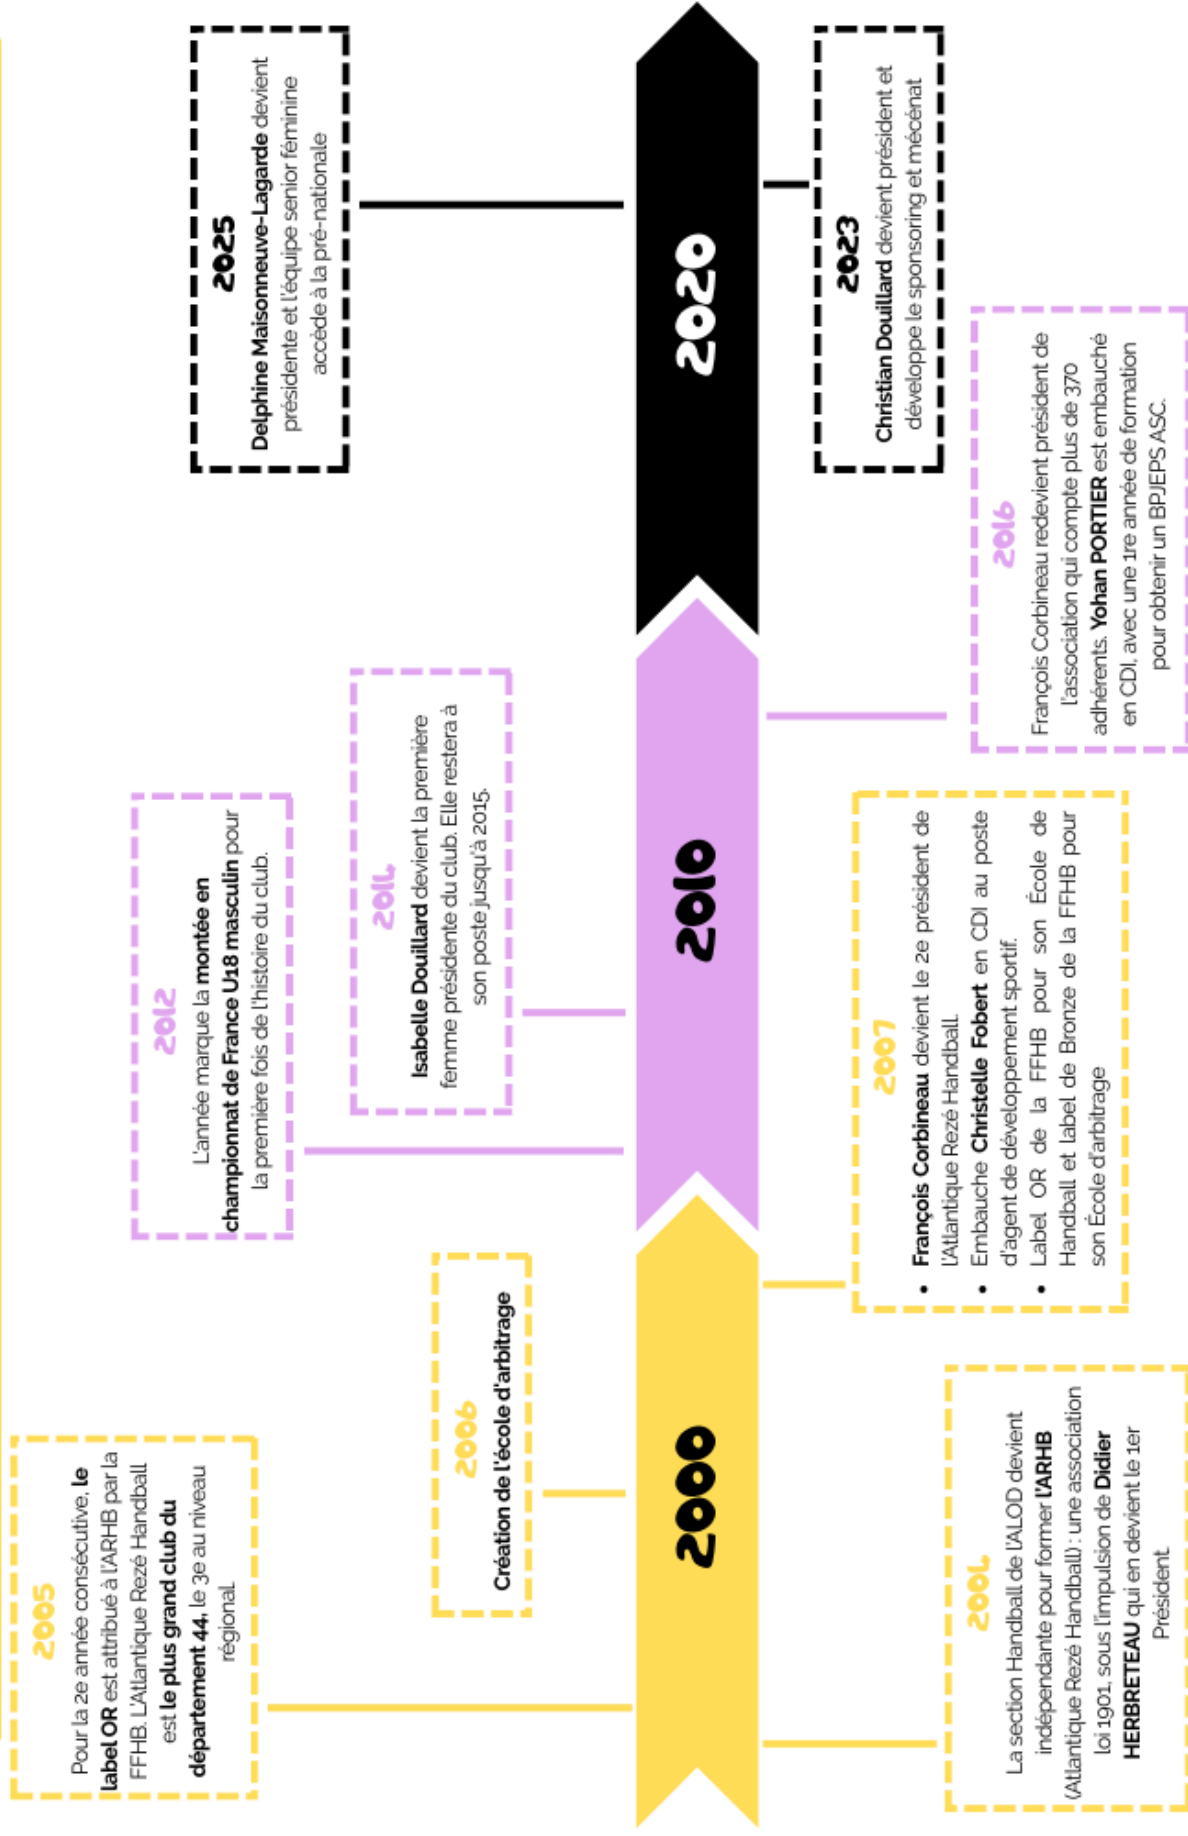 2005
Pour la 2e année consécutive, le
label OR est attribué à l'ARHB par la
FFHB. L'Atlantique Rezé Handball
est le plus grand club du
département 44, le 3e au niveau
régional.
2006
Création de l'école d'arbitrage
2012
L'année marque la montée en
championnat de France U18 masculin pour
la première fois de l'histoire du club.
2014
Isabelle Douillard devient la première
femme présidente du club. Elle restera à
son poste jusqu'à 2015.
2025
Delphine Maisonneuve-Lagarde devient
présidente et l'équipe senior féminine
accède à la pré-nationale
2000
2010
2020
2004
La section Handball de l'ALOD devient
indépendante pour former l'ARHB
(Atlantique Rezé Handball) : une association
loi 1901, sous l'impulsion de Didier
HERBRETEAU qui en devient le 1er
Président.
2007
• François Corbineau devient le 2e président de
l'Atlantique Rezé Handball.
• Embauche Christelle Fobert en CDI au poste
d'agent de développement sportif.
• Label OR de la FFHB pour son École de
Handball et label de Bronze de la FFHB pour
son École d'arbitrage
2016
François Corbineau redevient président de
l'association qui compte plus de 370
adhérents. Yohan PORTIER est embauché
en CDI, avec une 1re année de formation
pour obtenir un BPJEPS ASC.
2023
Christian Douillard devient président et
développe le sponsoring et mécénat